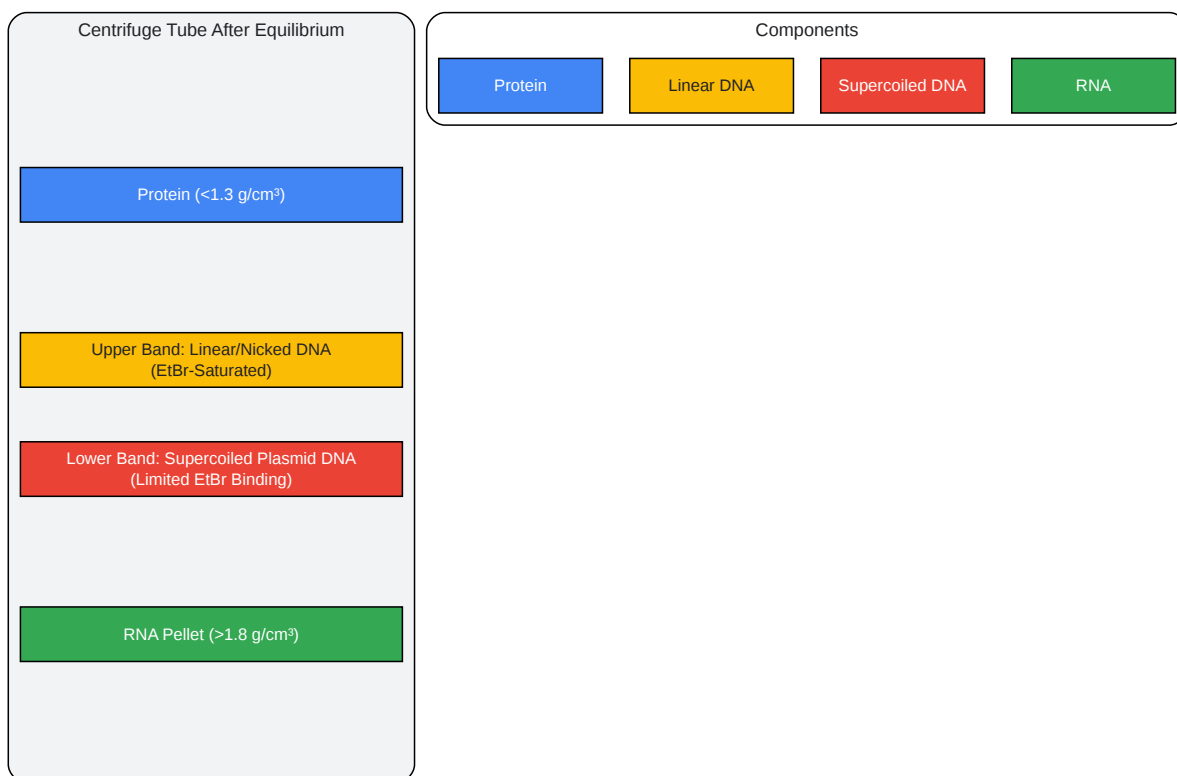 Centrifuge Tube After Equilibrium
Components
Protein
Linear DNA
Supercoiled DNA
RNA
Protein (<1.3 g/cm³)
Upper Band: Linear/Nicked DNA
(EtBr-Saturated)
Lower Band: Supercoiled Plasmid DNA
(Limited EtBr Binding)
RNA Pellet (>1.8 g/cm³)